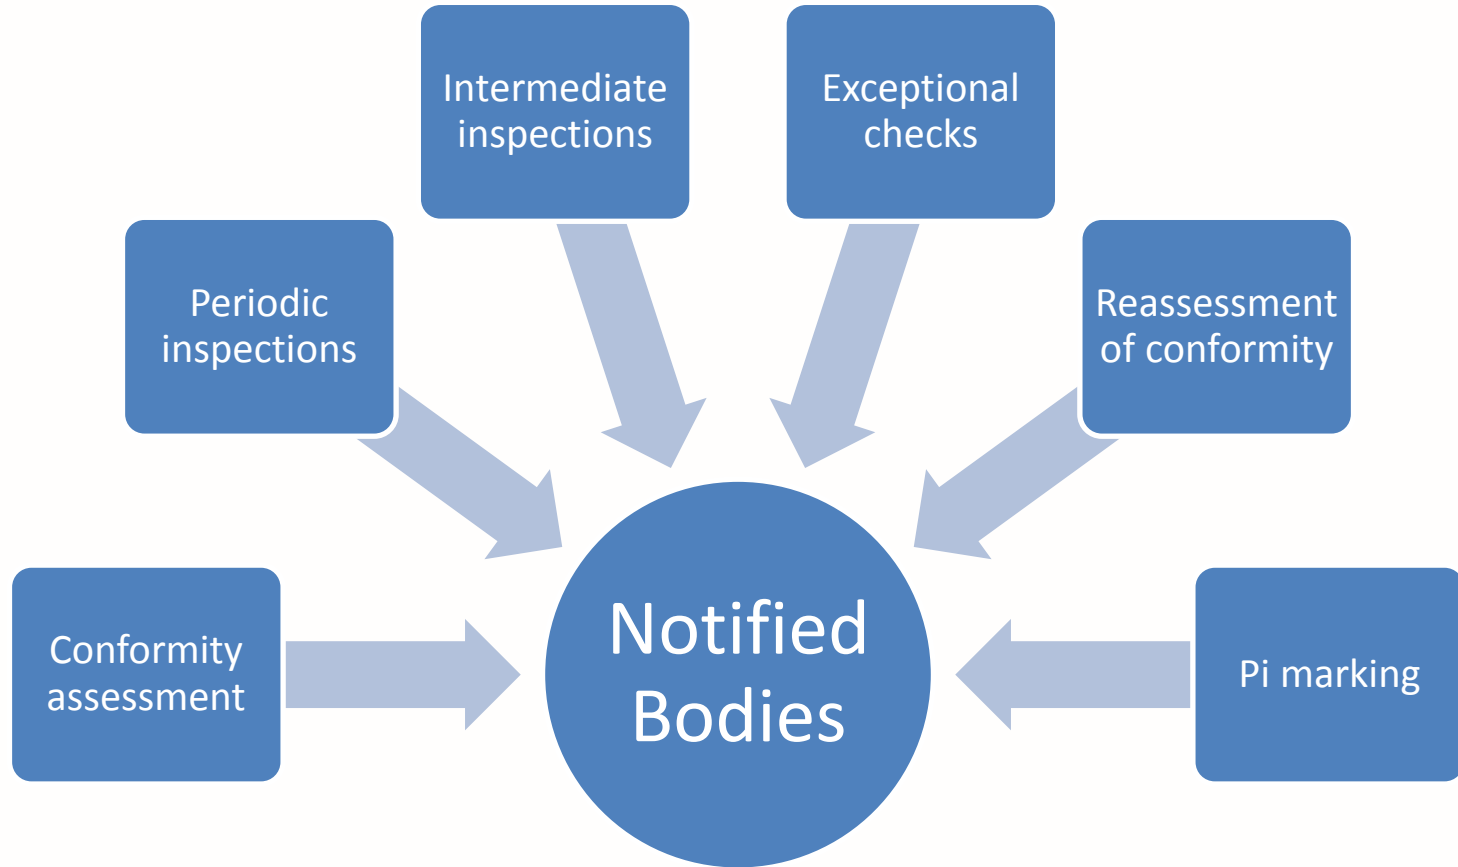 Intermediate
inspections
Exceptional
checks
Periodic
inspections
Reassessment
of conformity
Conformity
assessment
Notified
Bodies
Pi marking